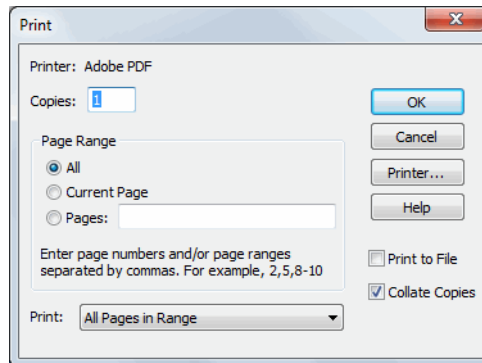 Print
Printer: Adobe PDF
Copies: 1
OK
Page Range
Cancel
All
Printer...
Current Page
Pages:
Help
Enter page numbers and/or page ranges
separated by commas. For example, 2,5,8-10
Print to File
Collate Copies
Print: All Pages in Range